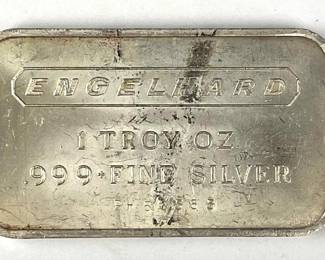 ENGELHARD
1 TROY OZ.
.999+FINE SILVER